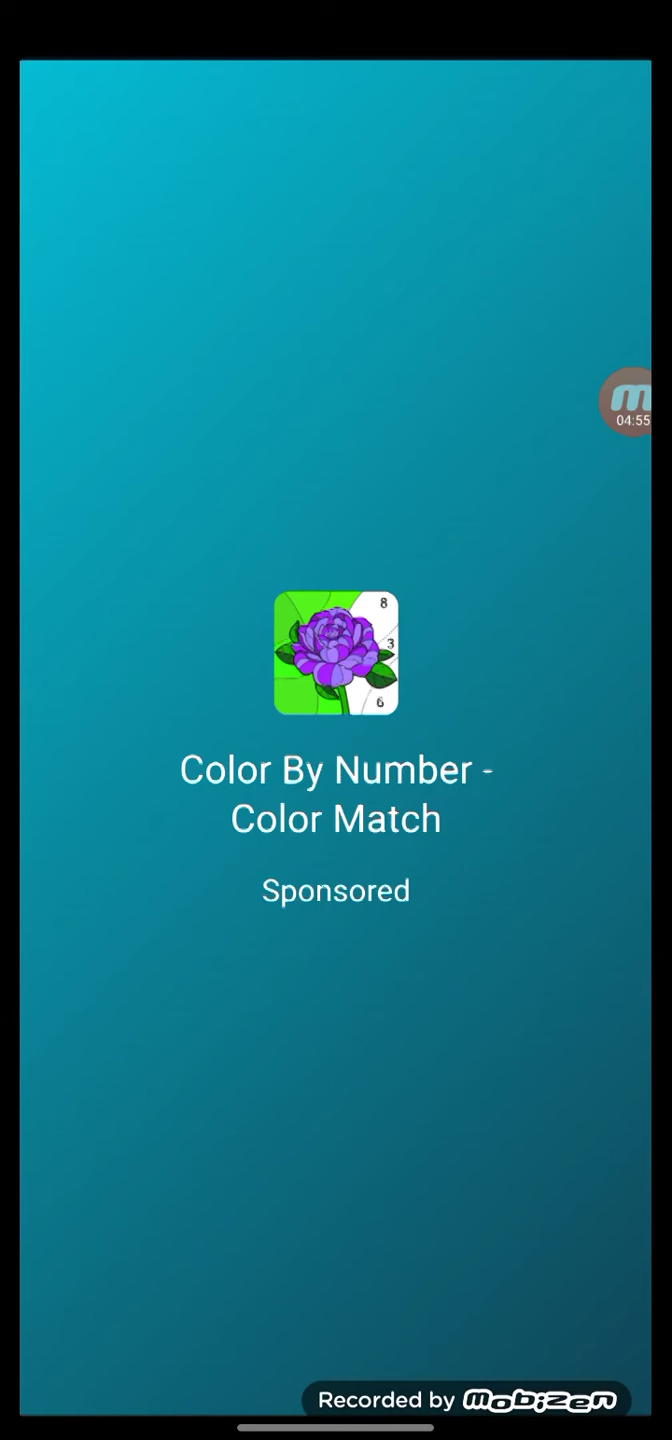 m
04:55
8
3
6
Color By Number -
Color Match
Sponsored
Recorded by mobizen